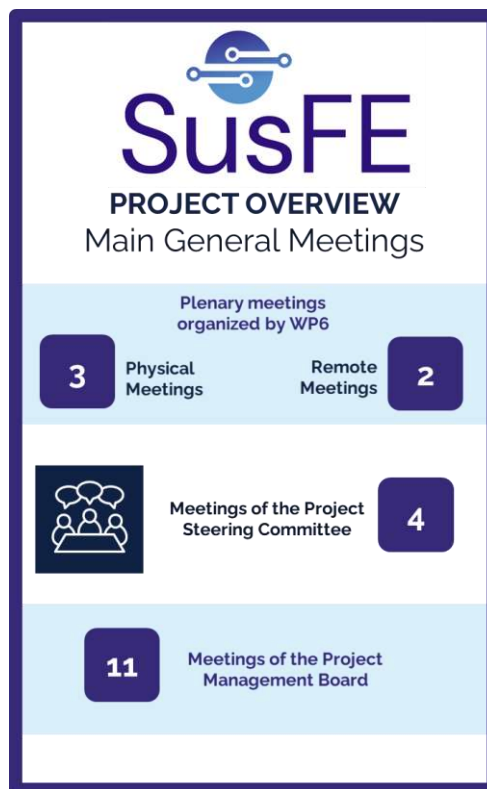 SusFE
PROJECT OVERVIEW
Main General Meetings
Plenary meetings
organized by WP6
3
Physical
Meetings
Remote
Meetings
2
Meetings of the Project
Steering Committee
4
11
Meetings of the Project
Management Board